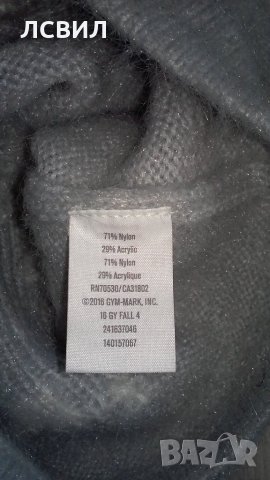 ЛСВИЛ
71% Nylon
29% Acrylic
71% Nylon
29% Acrylique
RN70530/CA31802
©2016 GYM-MARK, INC.
16 GY FALL 4
241637046
140157067
BAZAR